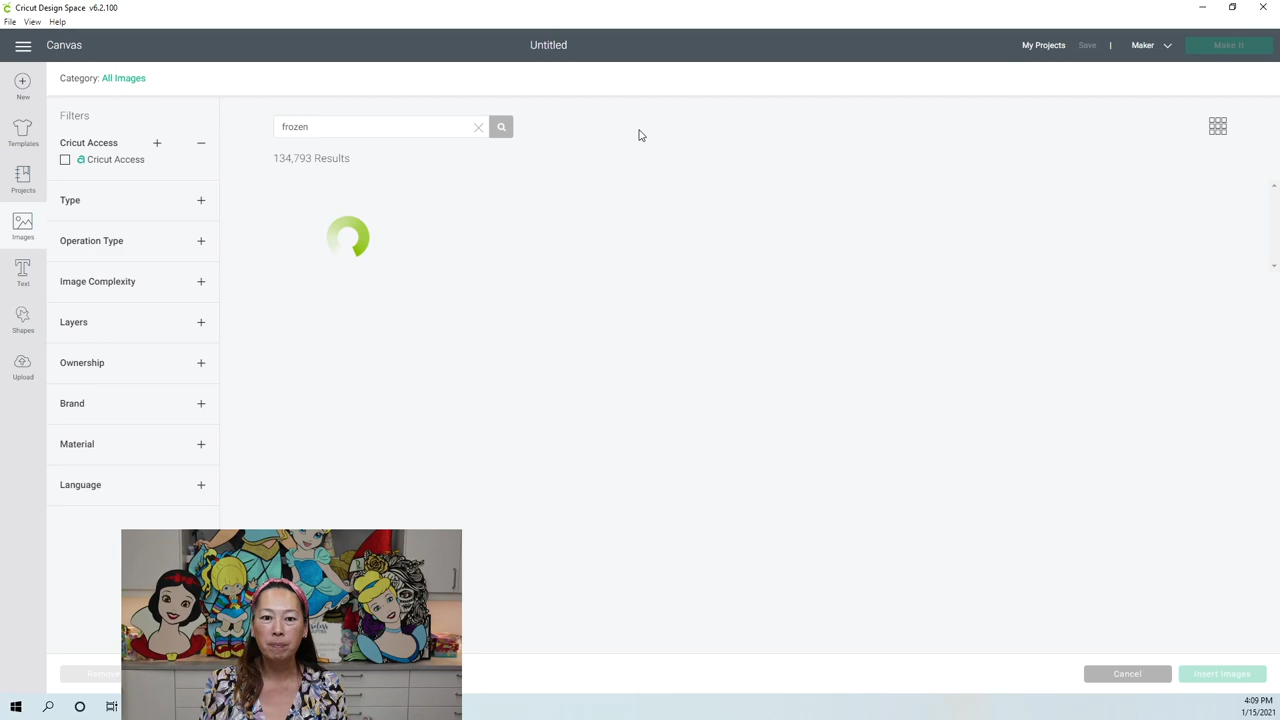 Cricut Design Space v6.2.100
File View Help
Canvas
Untitled
My Projects Save | Maker Make It
Category: All Images
New
Templates
Projects
Images
Text
Shapes
Upload
Filters
Cricut Access
Cricut Access
Type
Operation Type
Image Complexity
Layers
Ownership
Brand
Material
Language
frozen
134,793 Results
Cancel
Insert Images
4:09 PM
1/15/2021